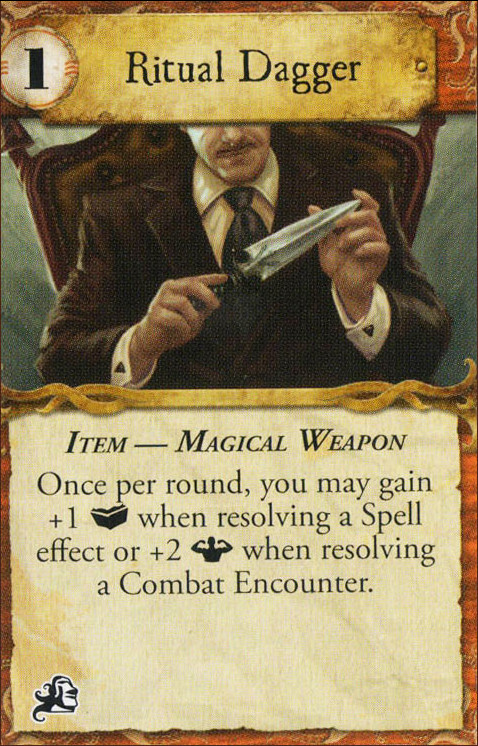 1
Ritual Dagger
Item — Magical Weapon
Once per round, you may gain
+1 when resolving a Spell
effect or +2 when resolving
a Combat Encounter.